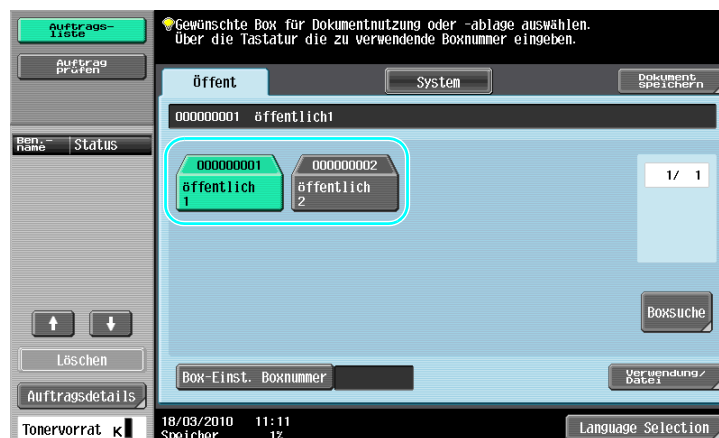 Auftrags-
liste
Auftrag
prüfen
Ben.-
name
Status
Löschen
Auftragsdetails
Tonervorrat K
Gewünschte Box für Dokumentnutzung oder -ablage auswählen.
Über die Tastatur die zu verwendende Boxnummer eingeben.
Öffent
System
Dokument
speichern
000000001 öffentlich1
000000001
öffentlich
1
000000002
öffentlich
2
1/ 1
Boxsuche
Box-Einst. Boxnummer
Verwendung/
Datei
18/03/2010 11:11
Speicher 1%
Language Selection